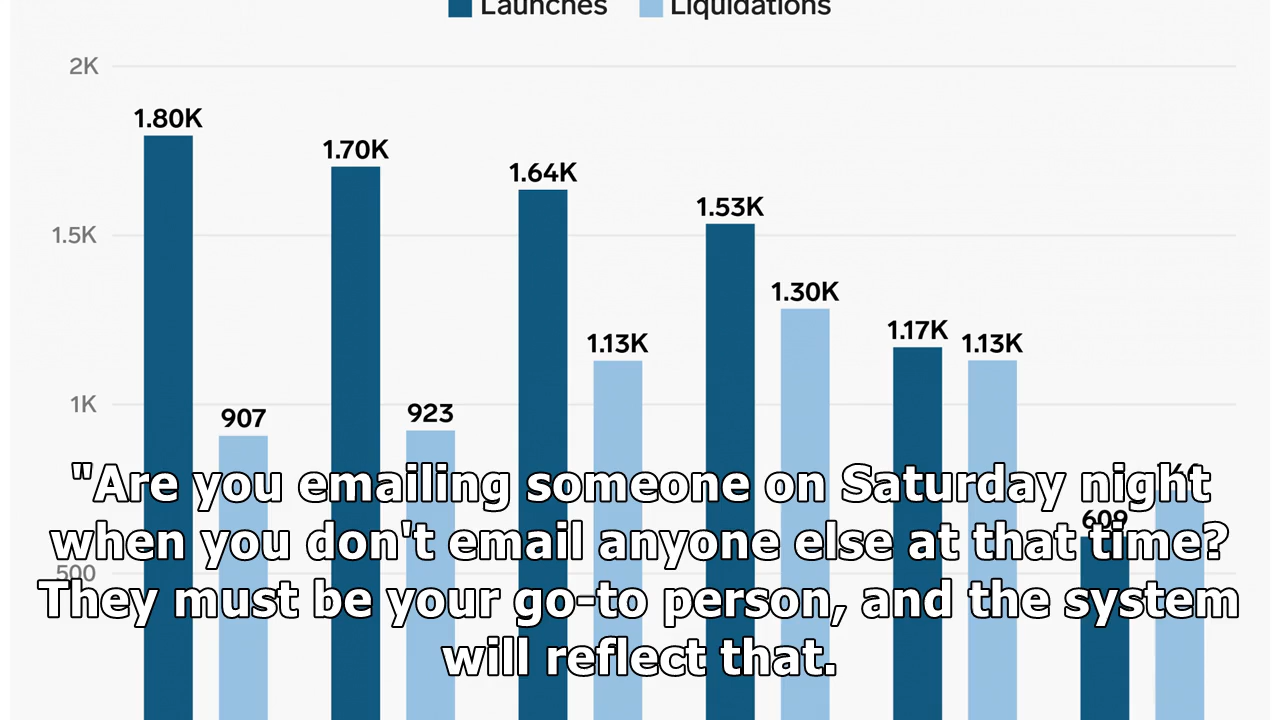 Launches Liquidations
2K
1.80K
1.70K
1.64K
1.53K
1.5K
1.30K
1.17K
1.13K
1.13K
1K
907
923
"Are you emailing someone on Saturday night
609
when you don't email anyone else at that time?
500
They must be your go-to person, and the system
will reflect that.